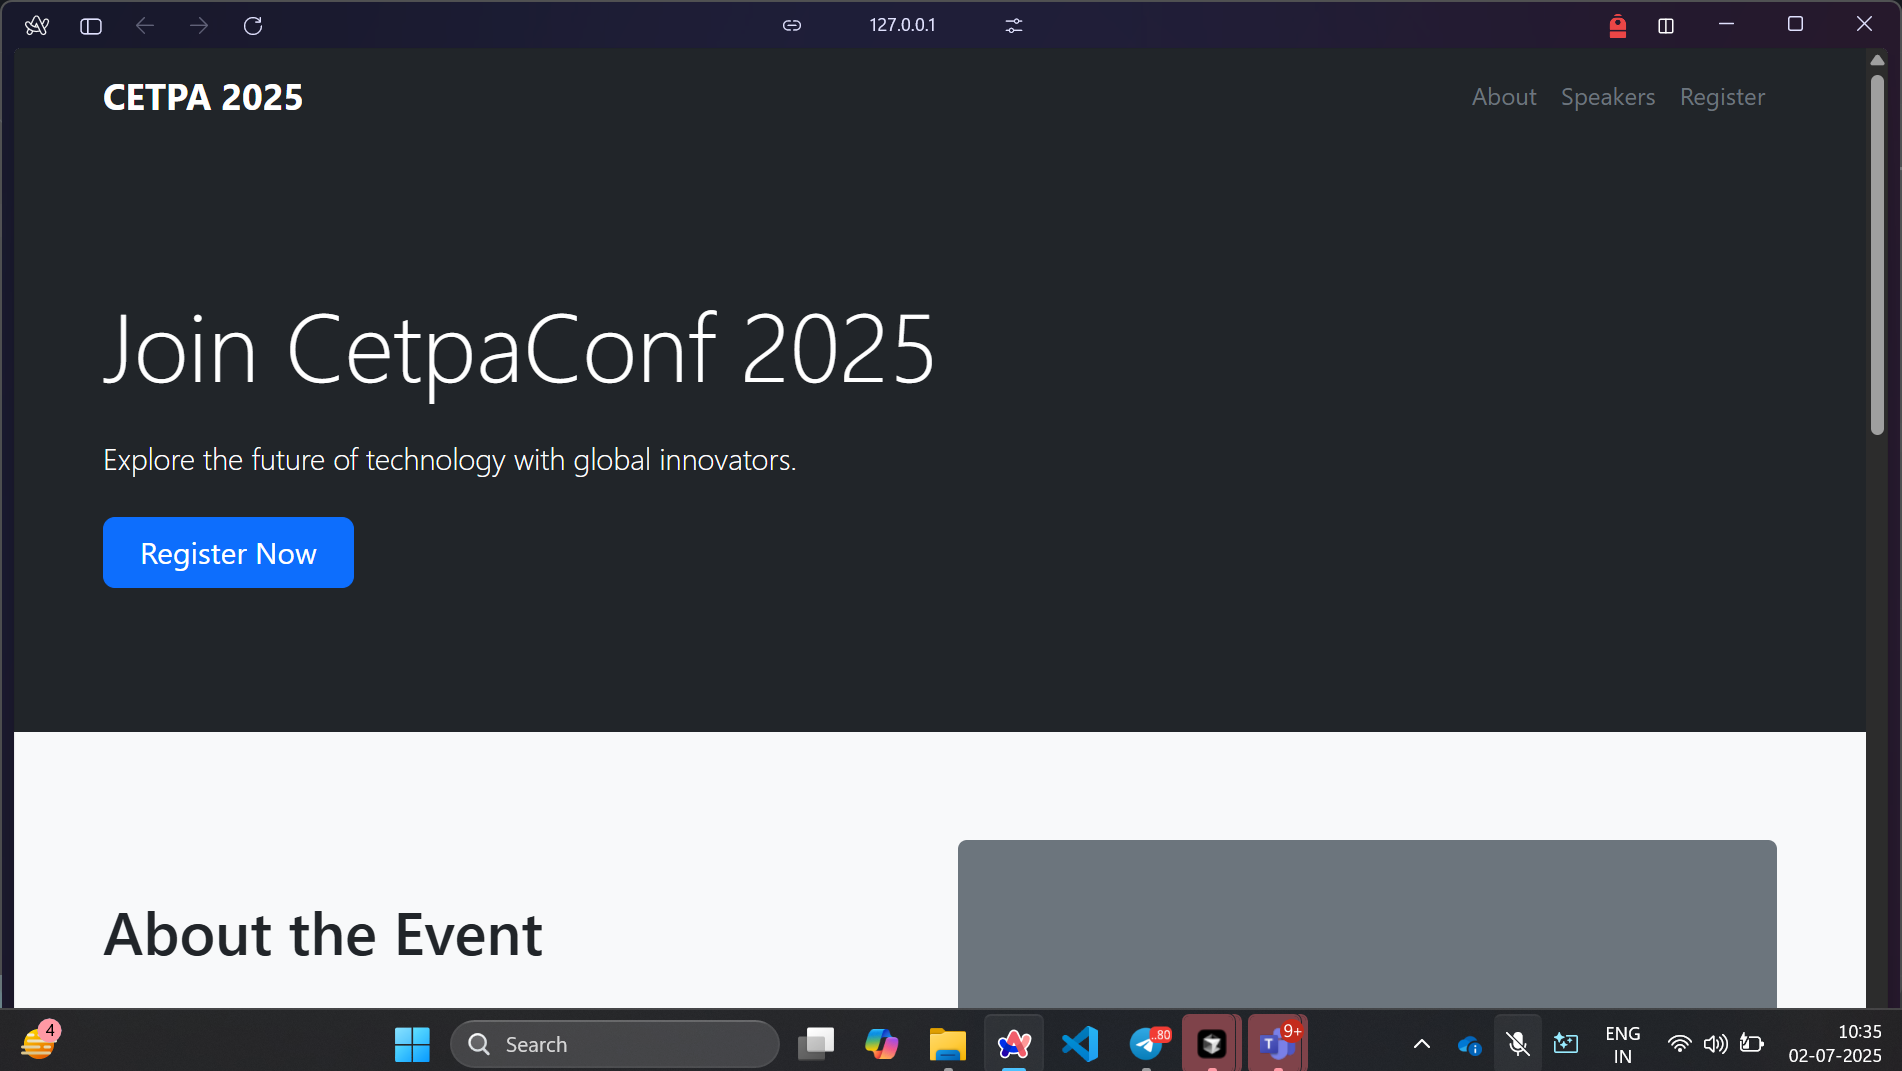 127.0.0.1
CETPA 2025
About Speakers Register
Join CetpaConf 2025
Explore the future of technology with global innovators.
Register Now
About the Event
4
Search
..80
9+
ENG
IN
10:35
02-07-2025